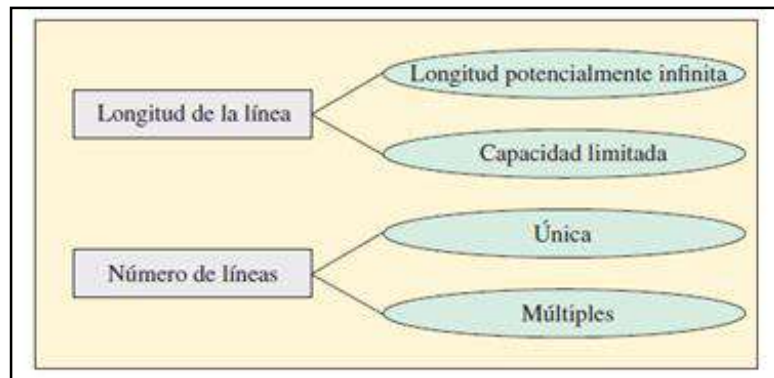 Longitud de la línea
Longitud potencialmente infinita
Capacidad limitada
Número de líneas
Única
Múltiples